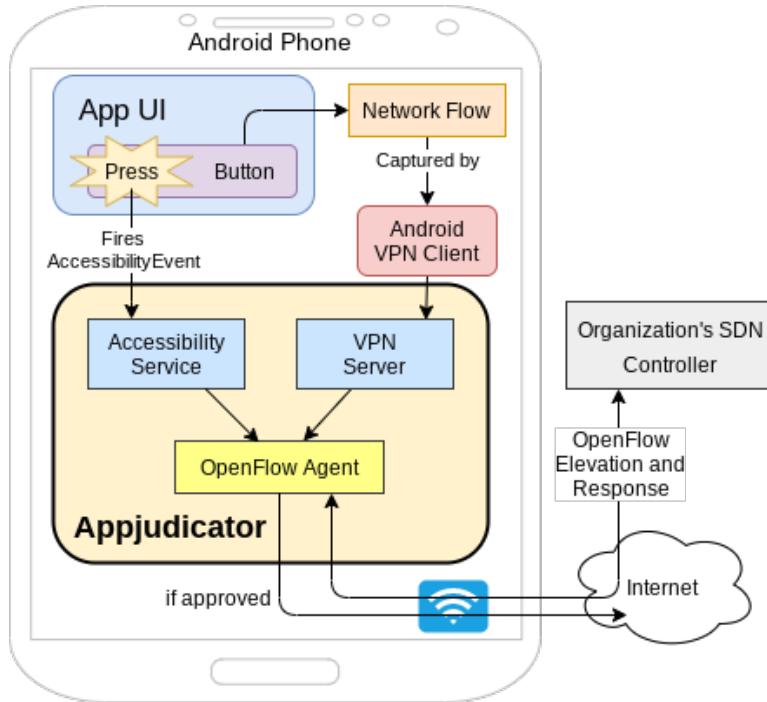 Android Phone
App UI
Press
Button
Network Flow
Captured by
Android
VPN Client
Fires
AccessibilityEvent
Accessibility
Service
VPN
Server
OpenFlow Agent
Appjudicator
if approved
Organization's SDN
Controller
OpenFlow
Elevation and
Response
Internet